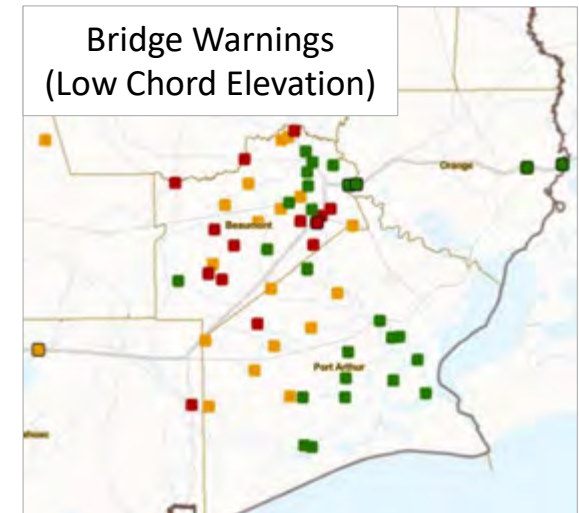 Bridge Warnings
(Low Chord Elevation)
Orange
Beaumont
Port Arthur